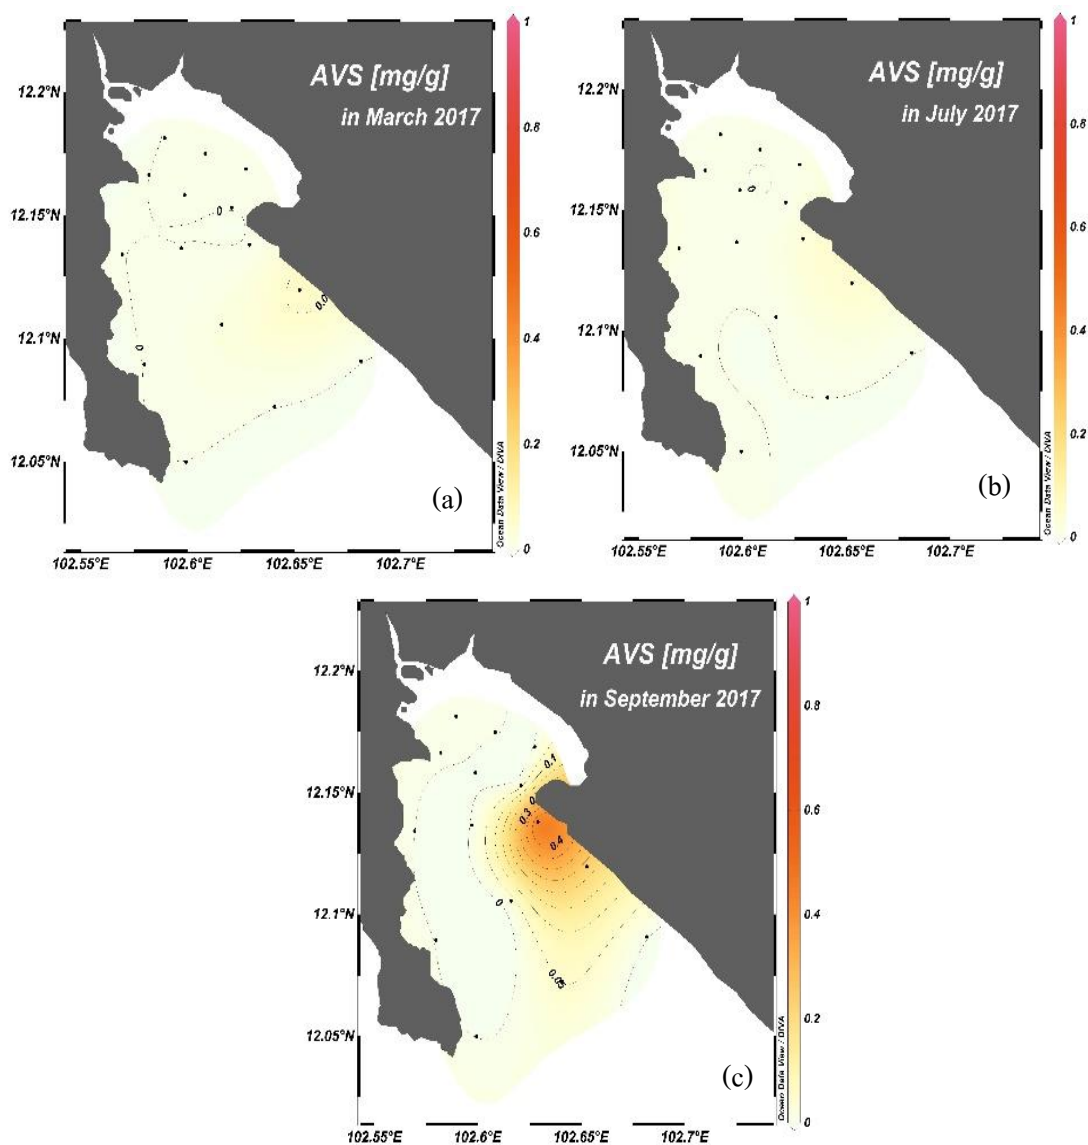 AVS [mg/g]
in March 2017
12.2°N
12.15°N
12.1°N
12.05°N
102.55°E
102.6°E
102.65°E
102.7°E
0
0
0.0
1
0.8
0.6
0.4
0.2
0
Ocean Data View / DIVA
(a)
AVS [mg/g]
in July 2017
12.2°N
12.15°N
12.1°N
12.05°N
102.55°E
102.6°E
102.65°E
102.7°E
0
1
0.8
0.6
0.4
0.2
0
Ocean Data View / DIVA
(b)
AVS [mg/g]
in September 2017
12.2°N
12.15°N
12.1°N
12.05°N
102.55°E
102.6°E
102.65°E
102.7°E
0.1
0
0.3
0.4
0
0.05
1
0.8
0.6
0.4
0.2
0
Ocean Data View / DIVA
(c)